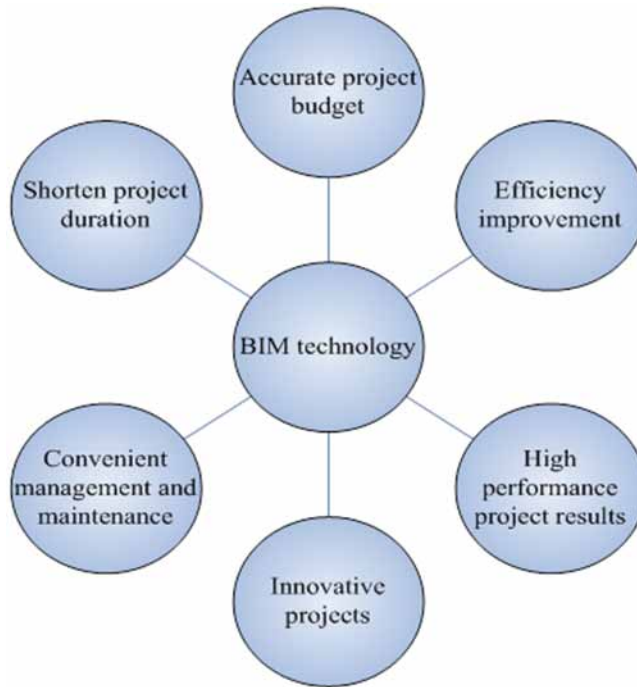 Accurate project
budget
Shorten project
duration
Efficiency
improvement
BIM technology
Convenient
management and
maintenance
High
performance
project results
Innovative
projects